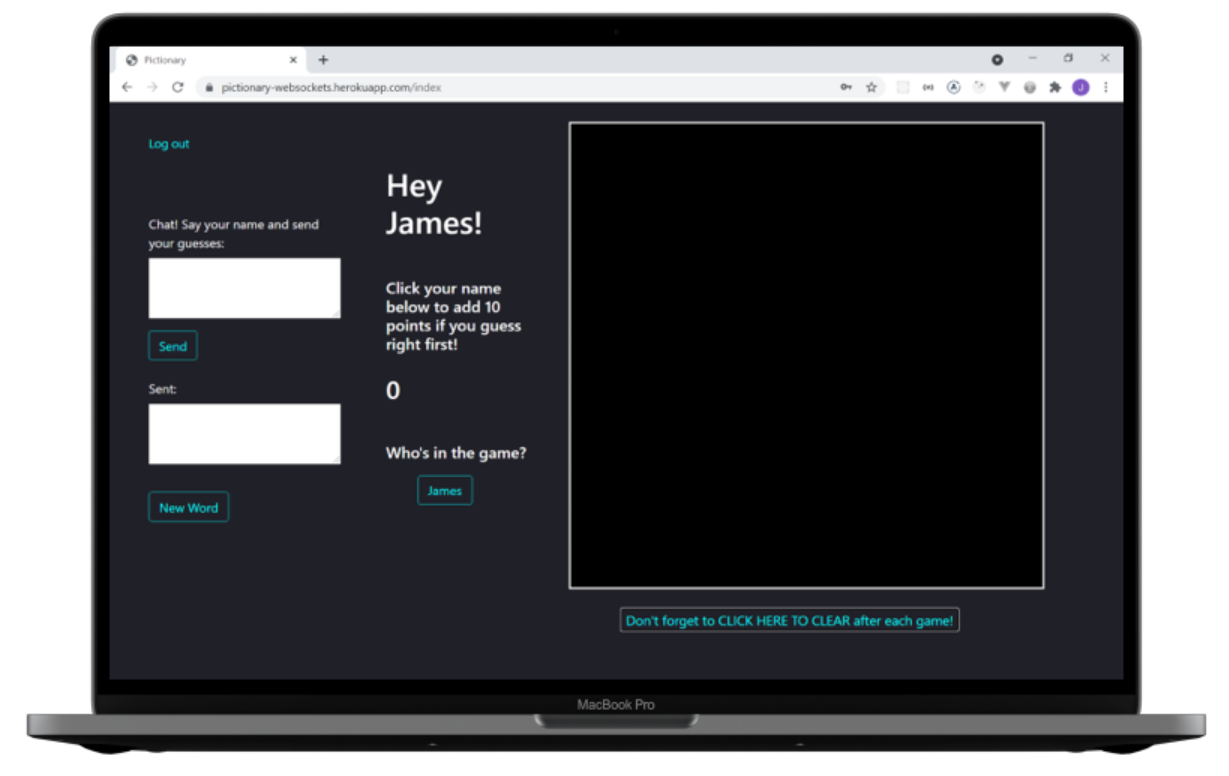 Pictionary
pictionary-websockets.herokuapp.com/index
J
Log out
Hey
James!
Chat! Say your name and send
your guesses:
Click your name
below to add 10
points if you guess
right first!
Send
Sent:
0
Who's in the game?
James
New Word
Don't forget to CLICK HERE TO CLEAR after each game!
MacBook Pro